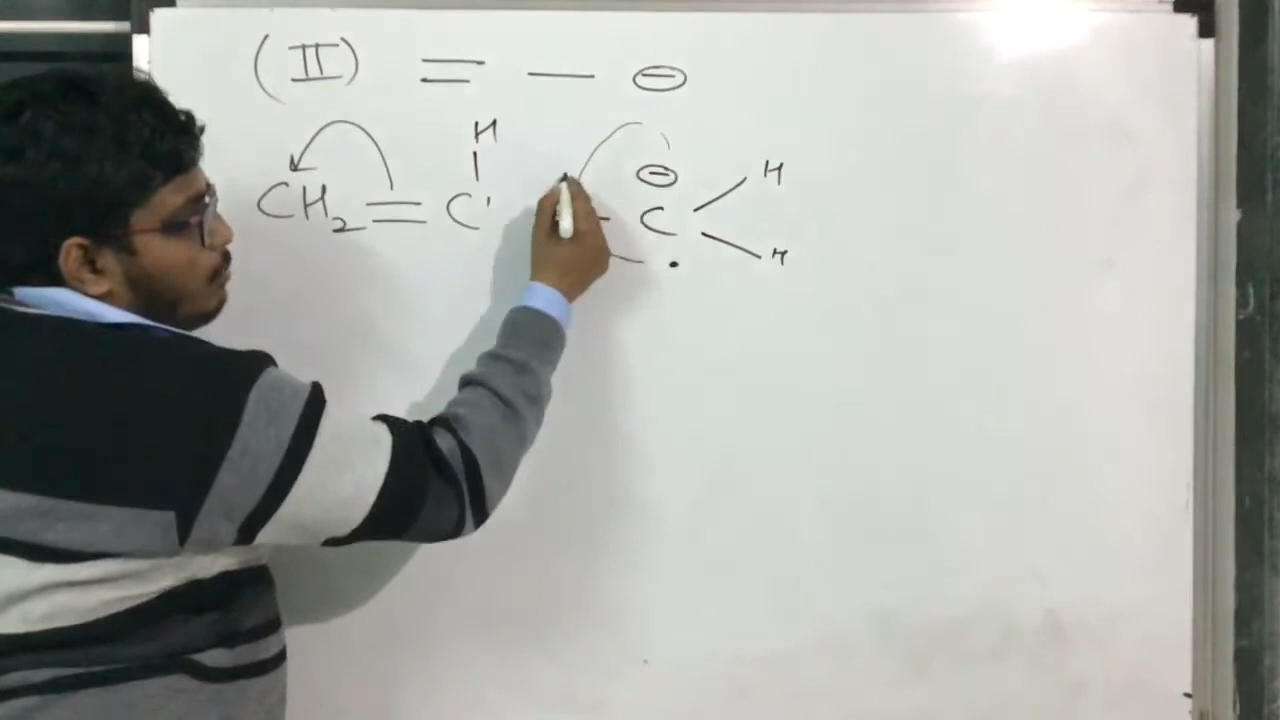 (II) = — ⊖
H
CH₂ = C — C ⊖ H
H